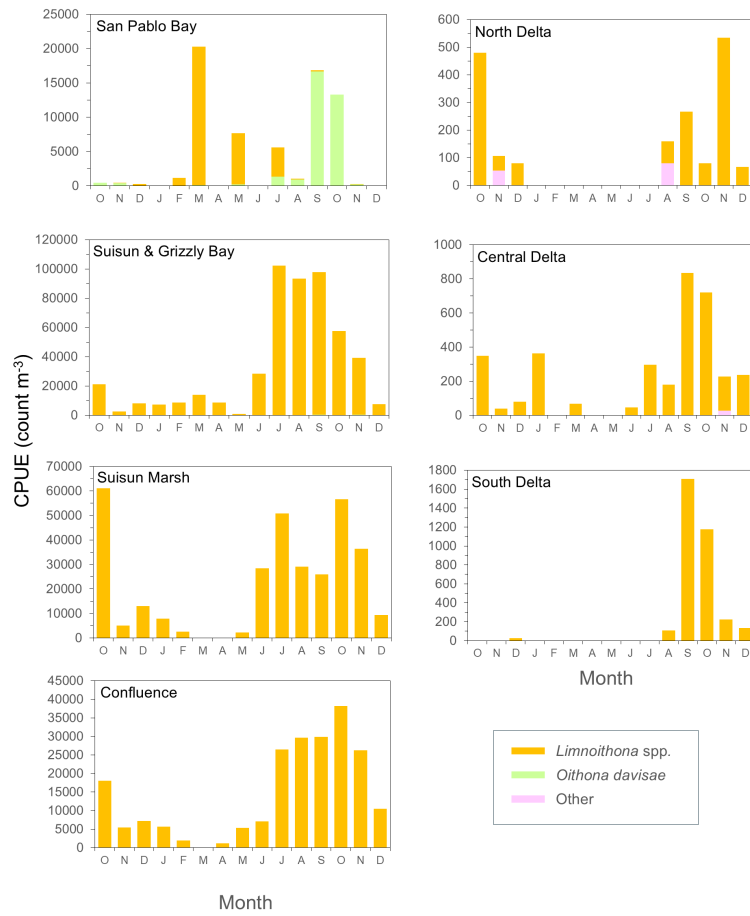 San Pablo Bay
25000
20000
15000
10000
5000
0
O N D J F M A M J J A S O N D
North Delta
600
500
400
300
200
100
0
O N D J F M A M J J A S O N D
Suisun & Grizzly Bay
120000
100000
80000
60000
40000
20000
0
O N D J F M A M J J A S O N D
Central Delta
1000
800
600
400
200
0
O N D J F M A M J J A S O N D
CPUE (count m-3)
Suisun Marsh
70000
60000
50000
40000
30000
20000
10000
0
O N D J F M A M J J A S O N D
South Delta
1800
1600
1400
1200
1000
800
600
400
200
0
O N D J F M A M J J A S O N D
Month
Confluence
45000
40000
35000
30000
25000
20000
15000
10000
5000
0
O N D J F M A M J J A S O N D
Month
Limnoithona spp.
Oithona davisae
Other